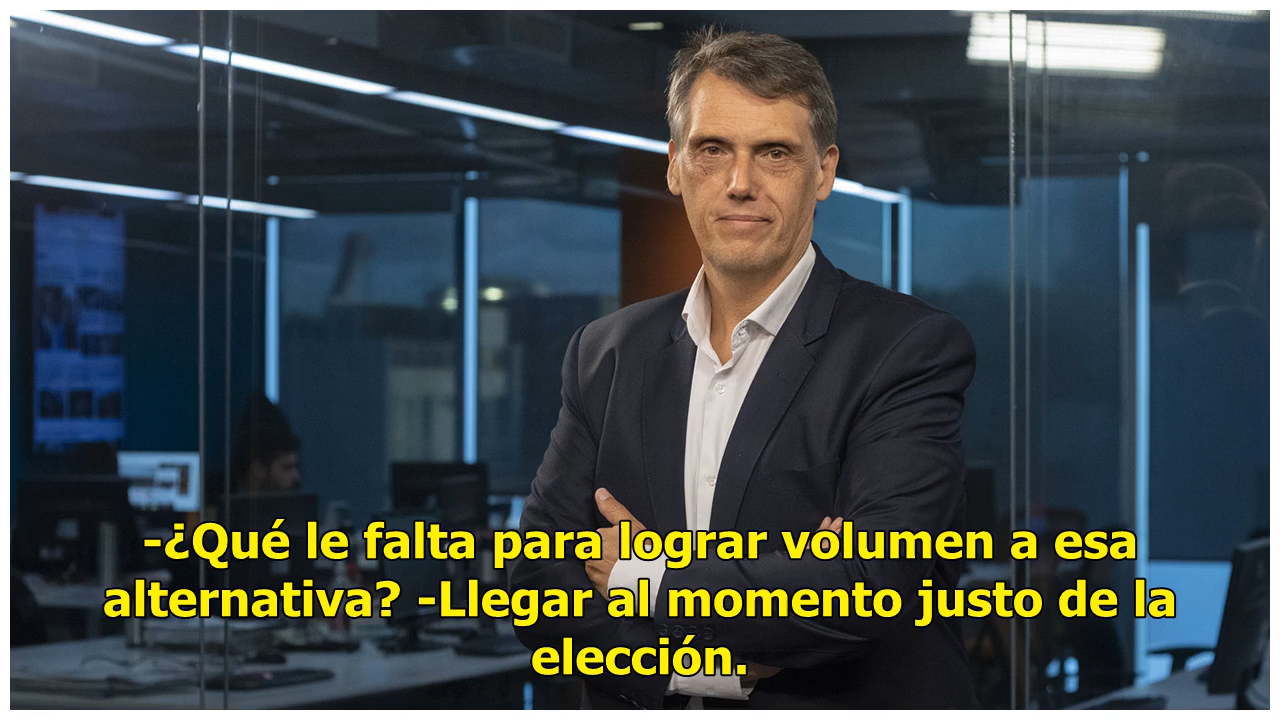 -¿Qué le falta para lograr volumen a esa
alternativa? -Llegar al momento justo de la
elección.